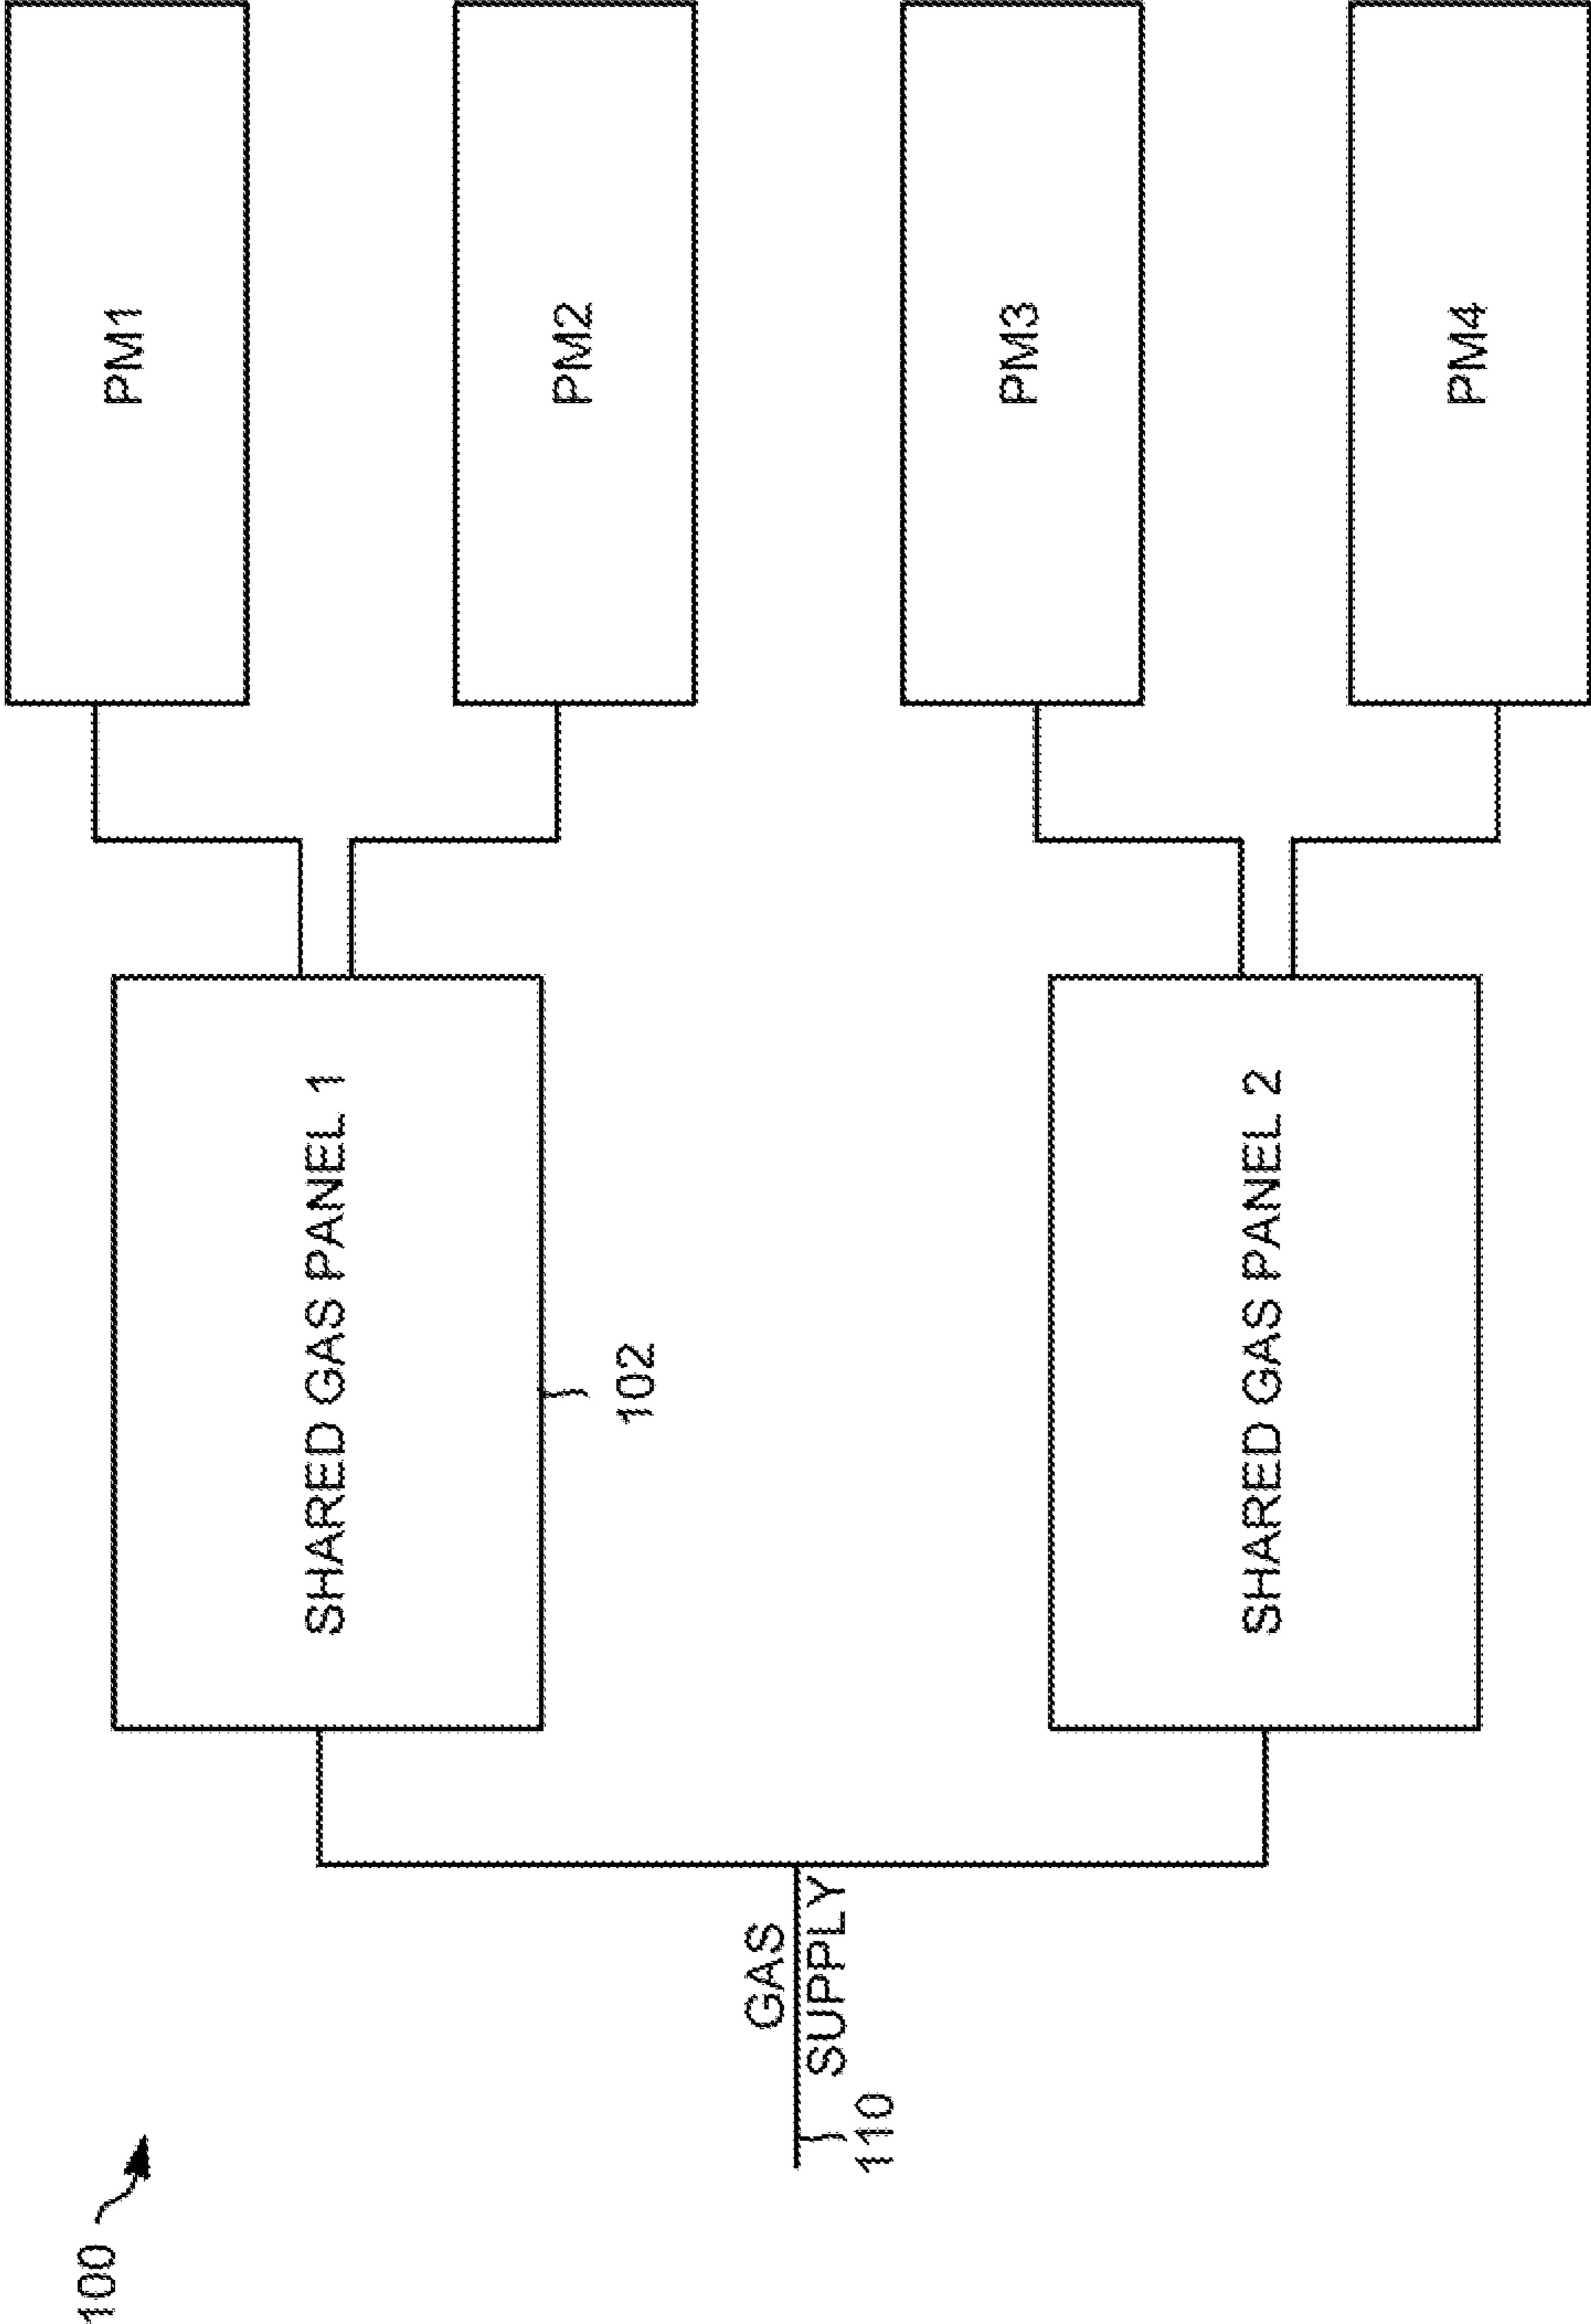 100
GAS
SUPPLY
110
SHARED GAS PANEL 1
102
SHARED GAS PANEL 2
PM1
PM2
PM3
PM4